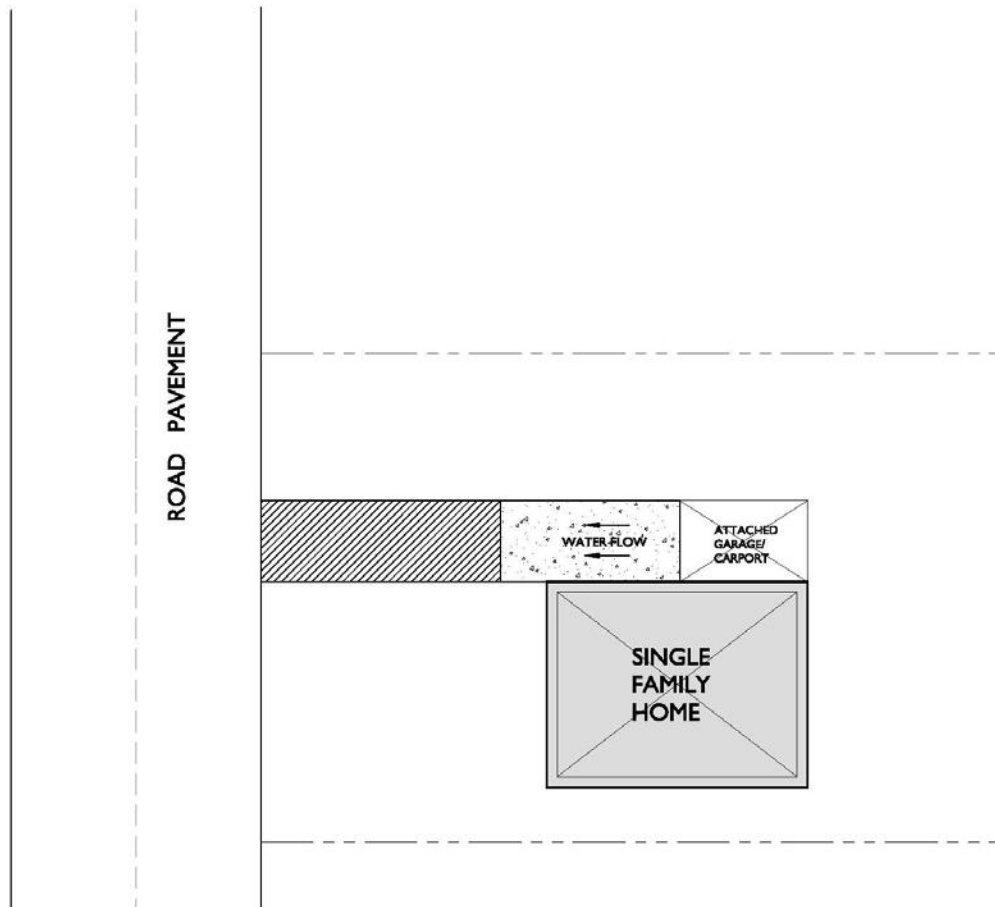 ROAD PAVEMENT
WATER FLOW
ATTACHED
GARAGE/
CARPORT
SINGLE
FAMILY
HOME